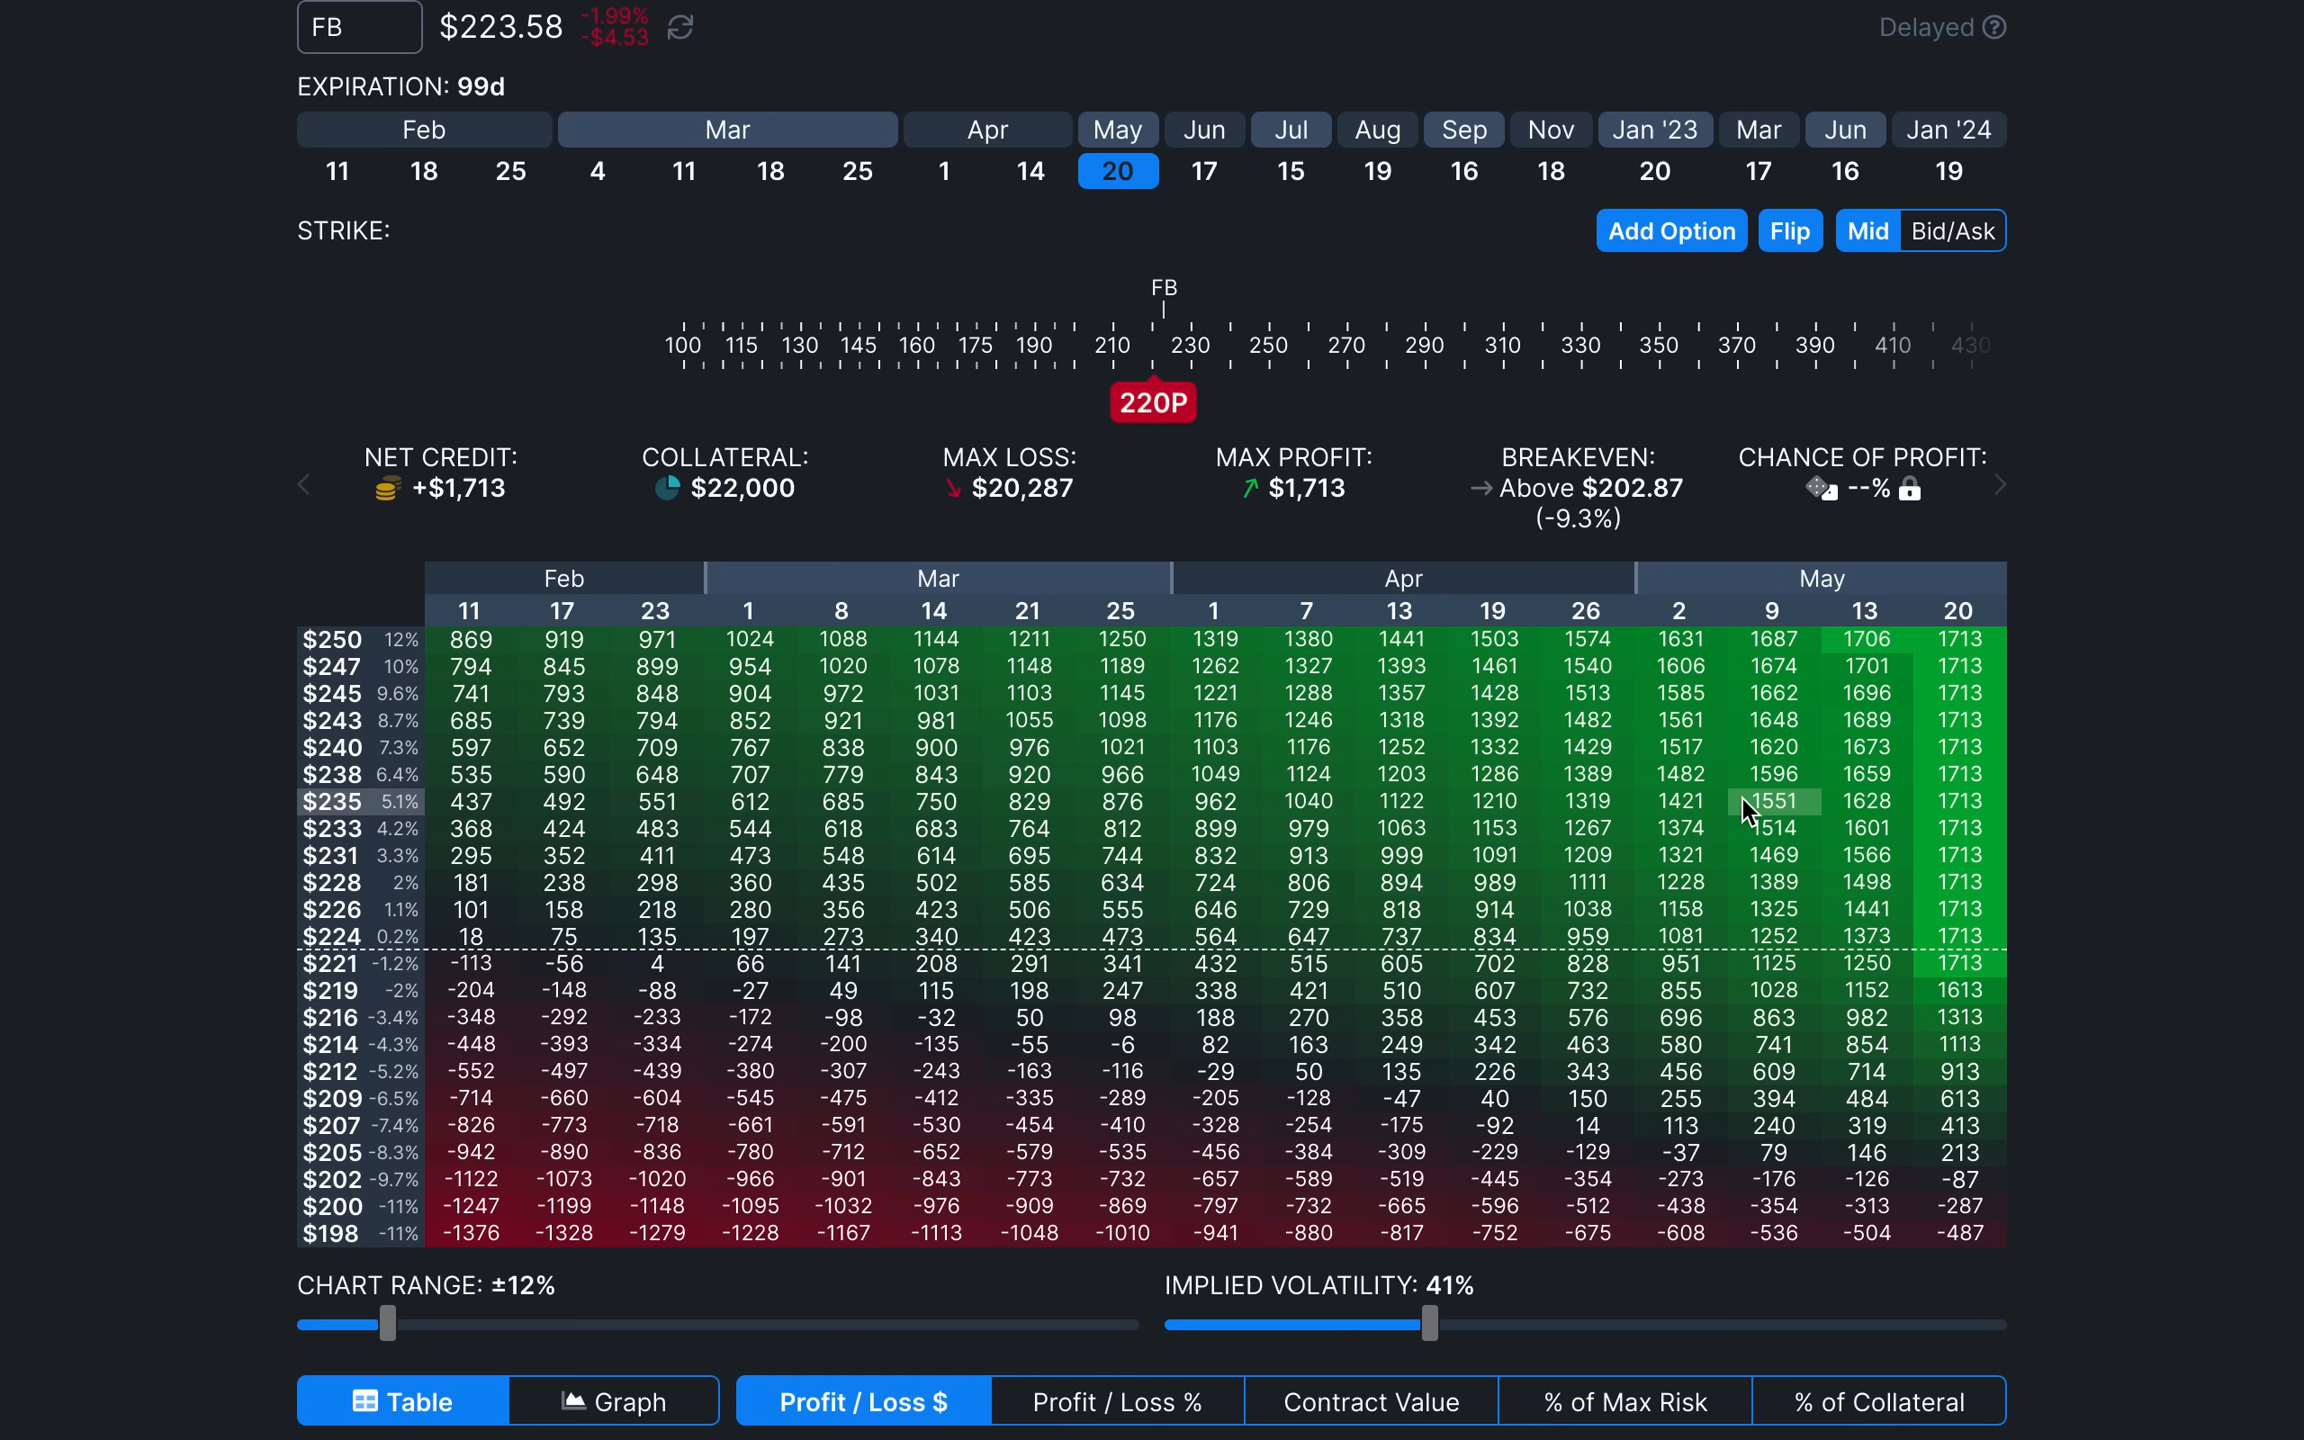 FB $223.58 -1.99% -$4.53 Delayed
EXPIRATION: 99d
Feb Mar Apr May Jun Jul Aug Sep Nov Jan '23 Mar Jun Jan '24
11 18 25 4 11 18 25 1 14 20 17 15 19 16 18 20 17 16 19
STRIKE: Add Option Flip Mid Bid/Ask
FB
100 115 130 145 160 175 190 210 230 250 270 290 310 330 350 370 390 410 430
220P
NET CREDIT: COLLATERAL: MAX LOSS: MAX PROFIT: BREAKEVEN: CHANCE OF PROFIT:
+$1,713 $22,000 $20,287 $1,713 Above $202.87 --%
(-9.3%)
Feb Mar Apr May
11 17 23 1 8 14 21 25 1 7 13 19 26 2 9 13 20
$250 12% 869 919 971 1024 1088 1144 1211 1250 1319 1380 1441 1503 1574 1631 1687 1706 1713
$247 10% 794 845 899 954 1020 1078 1148 1189 1262 1327 1393 1461 1540 1606 1674 1701 1713
$245 9.6% 741 793 848 904 972 1031 1103 1145 1221 1288 1357 1428 1513 1585 1662 1696 1713
$243 8.7% 685 739 794 852 921 981 1055 1098 1176 1246 1318 1392 1482 1561 1648 1689 1713
$240 7.3% 597 652 709 767 838 900 976 1021 1103 1176 1252 1332 1429 1517 1620 1673 1713
$238 6.4% 535 590 648 707 779 843 920 966 1049 1124 1203 1286 1389 1482 1596 1659 1713
$235 5.1% 437 492 551 612 685 750 829 876 962 1040 1122 1210 1319 1421 1551 1628 1713
$233 4.2% 368 424 483 544 618 683 764 812 899 979 1063 1153 1267 1374 1514 1601 1713
$231 3.3% 295 352 411 473 548 614 695 744 832 913 999 1091 1209 1321 1469 1566 1713
$228 2% 181 238 298 360 435 502 585 634 724 806 894 989 1111 1228 1389 1498 1713
$226 1.1% 101 158 218 280 356 423 506 555 646 729 818 914 1038 1158 1325 1441 1713
$224 0.2% 18 75 135 197 273 340 423 473 564 647 737 834 959 1081 1252 1373 1713
$221 -1.2% -113 -56 4 66 141 208 291 341 432 515 605 702 828 951 1125 1250 1713
$219 -2% -204 -148 -88 -27 49 115 198 247 338 421 510 607 732 855 1028 1152 1613
$216 -3.4% -348 -292 -233 -172 -98 -32 50 98 188 270 358 453 576 696 863 982 1313
$214 -4.3% -448 -393 -334 -274 -200 -135 -55 -6 82 163 249 342 463 580 741 854 1113
$212 -5.2% -552 -497 -439 -380 -307 -243 -163 -116 -29 50 135 226 343 456 609 714 913
$209 -6.5% -714 -660 -604 -545 -475 -412 -335 -289 -205 -128 -47 40 150 255 394 484 613
$207 -7.4% -826 -773 -718 -661 -591 -530 -454 -410 -328 -254 -175 -92 14 113 240 319 413
$205 -8.3% -942 -890 -836 -780 -712 -652 -579 -535 -456 -384 -309 -229 -129 -37 79 146 213
$202 -9.7% -1122 -1073 -1020 -966 -901 -843 -773 -732 -657 -589 -519 -445 -354 -273 -176 -126 -87
$200 -11% -1247 -1199 -1148 -1095 -1032 -976 -909 -869 -797 -732 -665 -596 -512 -438 -354 -313 -287
$198 -11% -1376 -1328 -1279 -1228 -1167 -1113 -1048 -1010 -941 -880 -817 -752 -675 -608 -536 -504 -487
CHART RANGE: ±12% IMPLIED VOLATILITY: 41%
Table Graph Profit / Loss $ Profit / Loss % Contract Value % of Max Risk % of Collateral